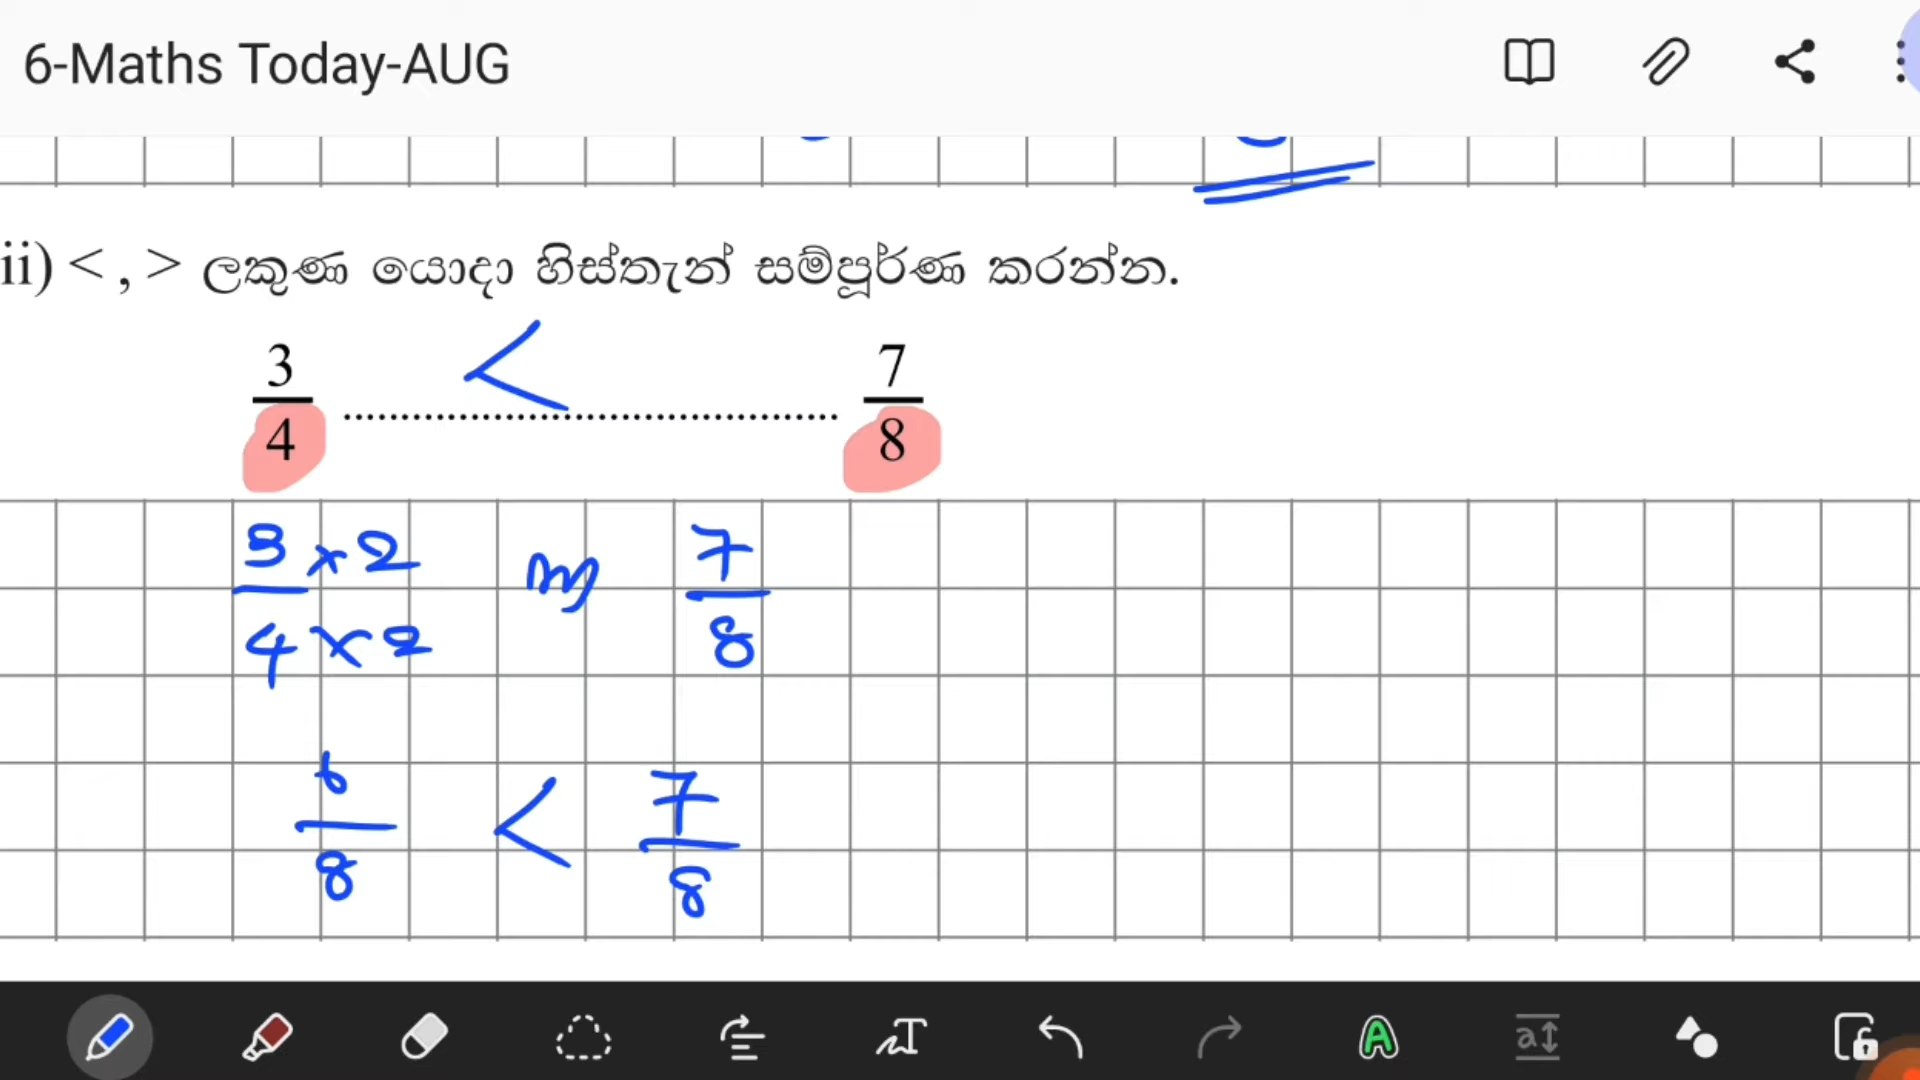 6-Maths Today-AUG
ii) < , > ලකුණ යොදා හිස්තැන් සම්පූර්ණ කරන්න.
3/4 ........ < ........ 7/8
3 × 2 / 4 × 2 හා 7/8
6/8 < 7/8